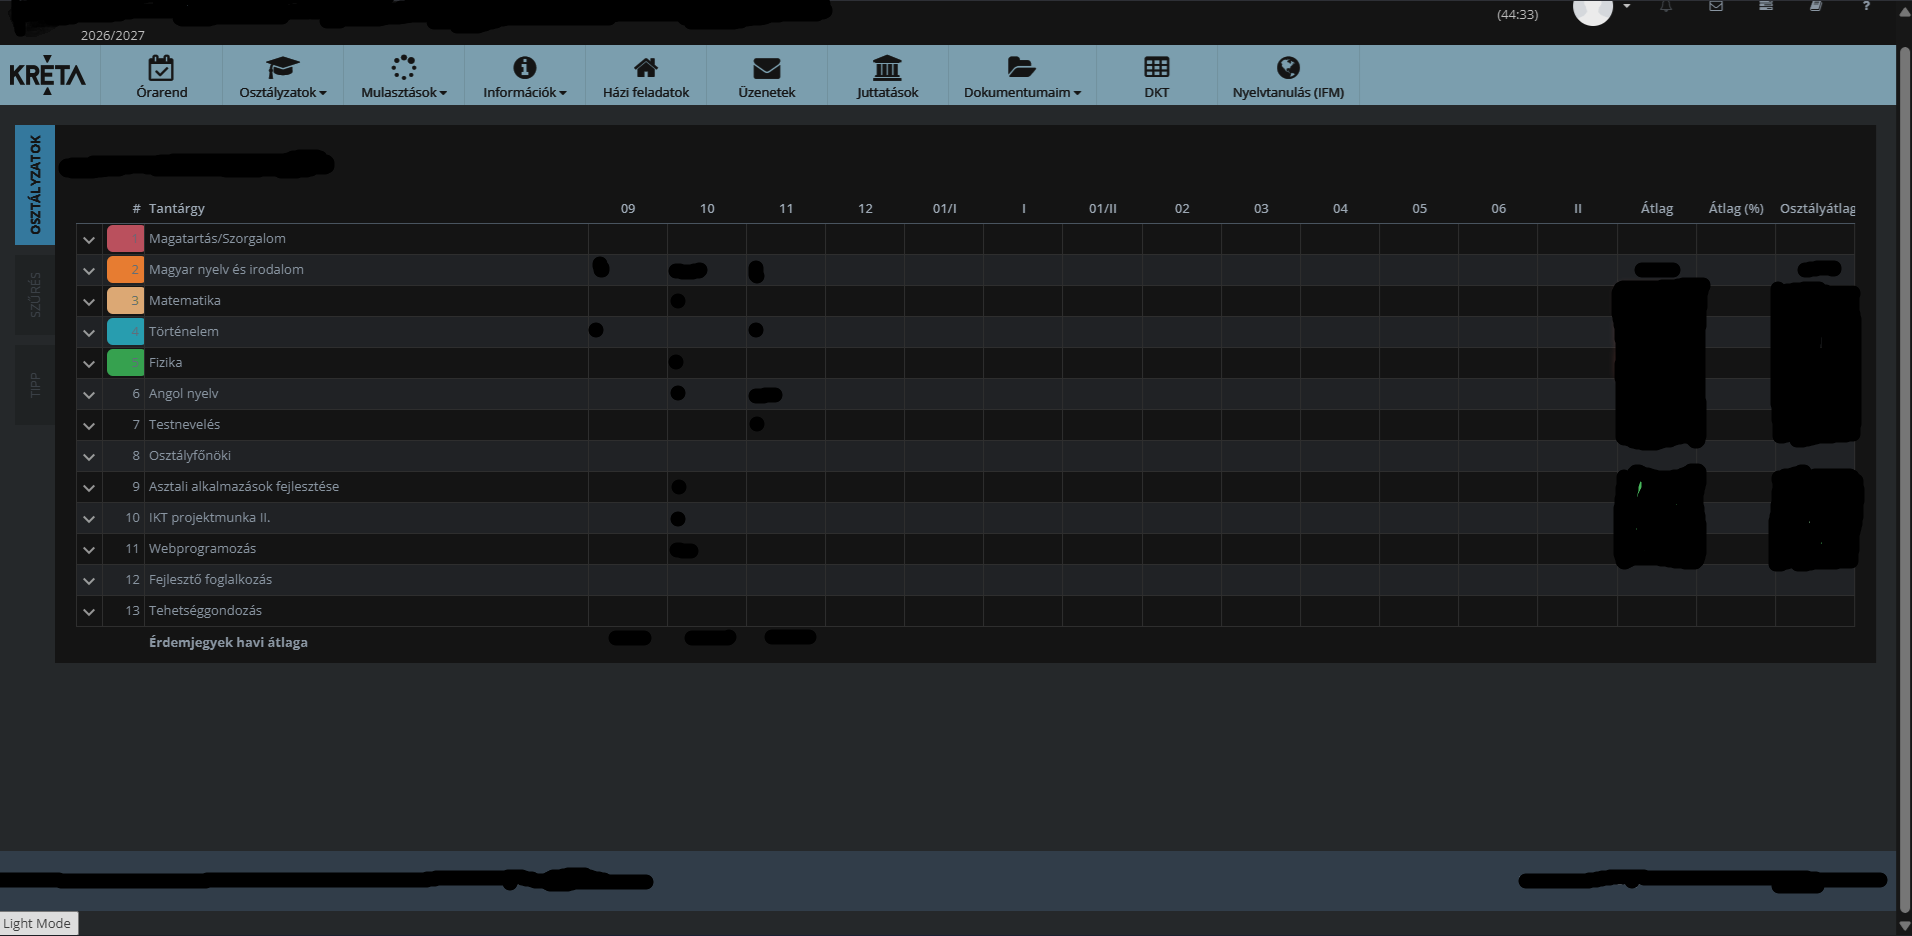 (44:33)
?
2026/2027
KRÉTA
Órarend
Osztályzatok
Mulasztások
Információk
Házi feladatok
Üzenetek
Juttatások
Dokumentumaim
DKT
Nyelvtanulás (IFM)
OSZTÁLYZATOK
SZŰRÉS
TIPP
# Tantárgy 09 10 11 12 01/I I 01/II 02 03 04 05 06 II Átlag Átlag (%) Osztályátlag
1 Magatartás/Szorgalom
2 Magyar nyelv és irodalom
3 Matematika
4 Történelem
5 Fizika
6 Angol nyelv
7 Testnevelés
8 Osztályfőnöki
9 Asztali alkalmazások fejlesztése
10 IKT projektmunka II.
11 Webprogramozás
12 Fejlesztő foglalkozás
13 Tehetséggondozás
Érdemjegyek havi átlaga
Light Mode